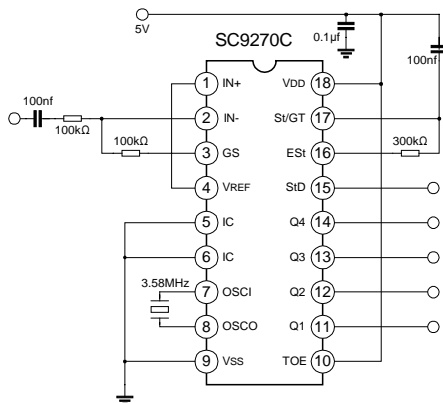 5V
0.1µf
SC9270C
100nf
1 IN+ VDD 18
100nf
100kΩ
2 IN- St/GT 17
100kΩ
3 GS ESt 16
300kΩ
4 VREF StD 15
5 IC Q4 14
6 IC Q3 13
3.58MHz
7 OSCI Q2 12
8 OSCO Q1 11
9 VSS TOE 10